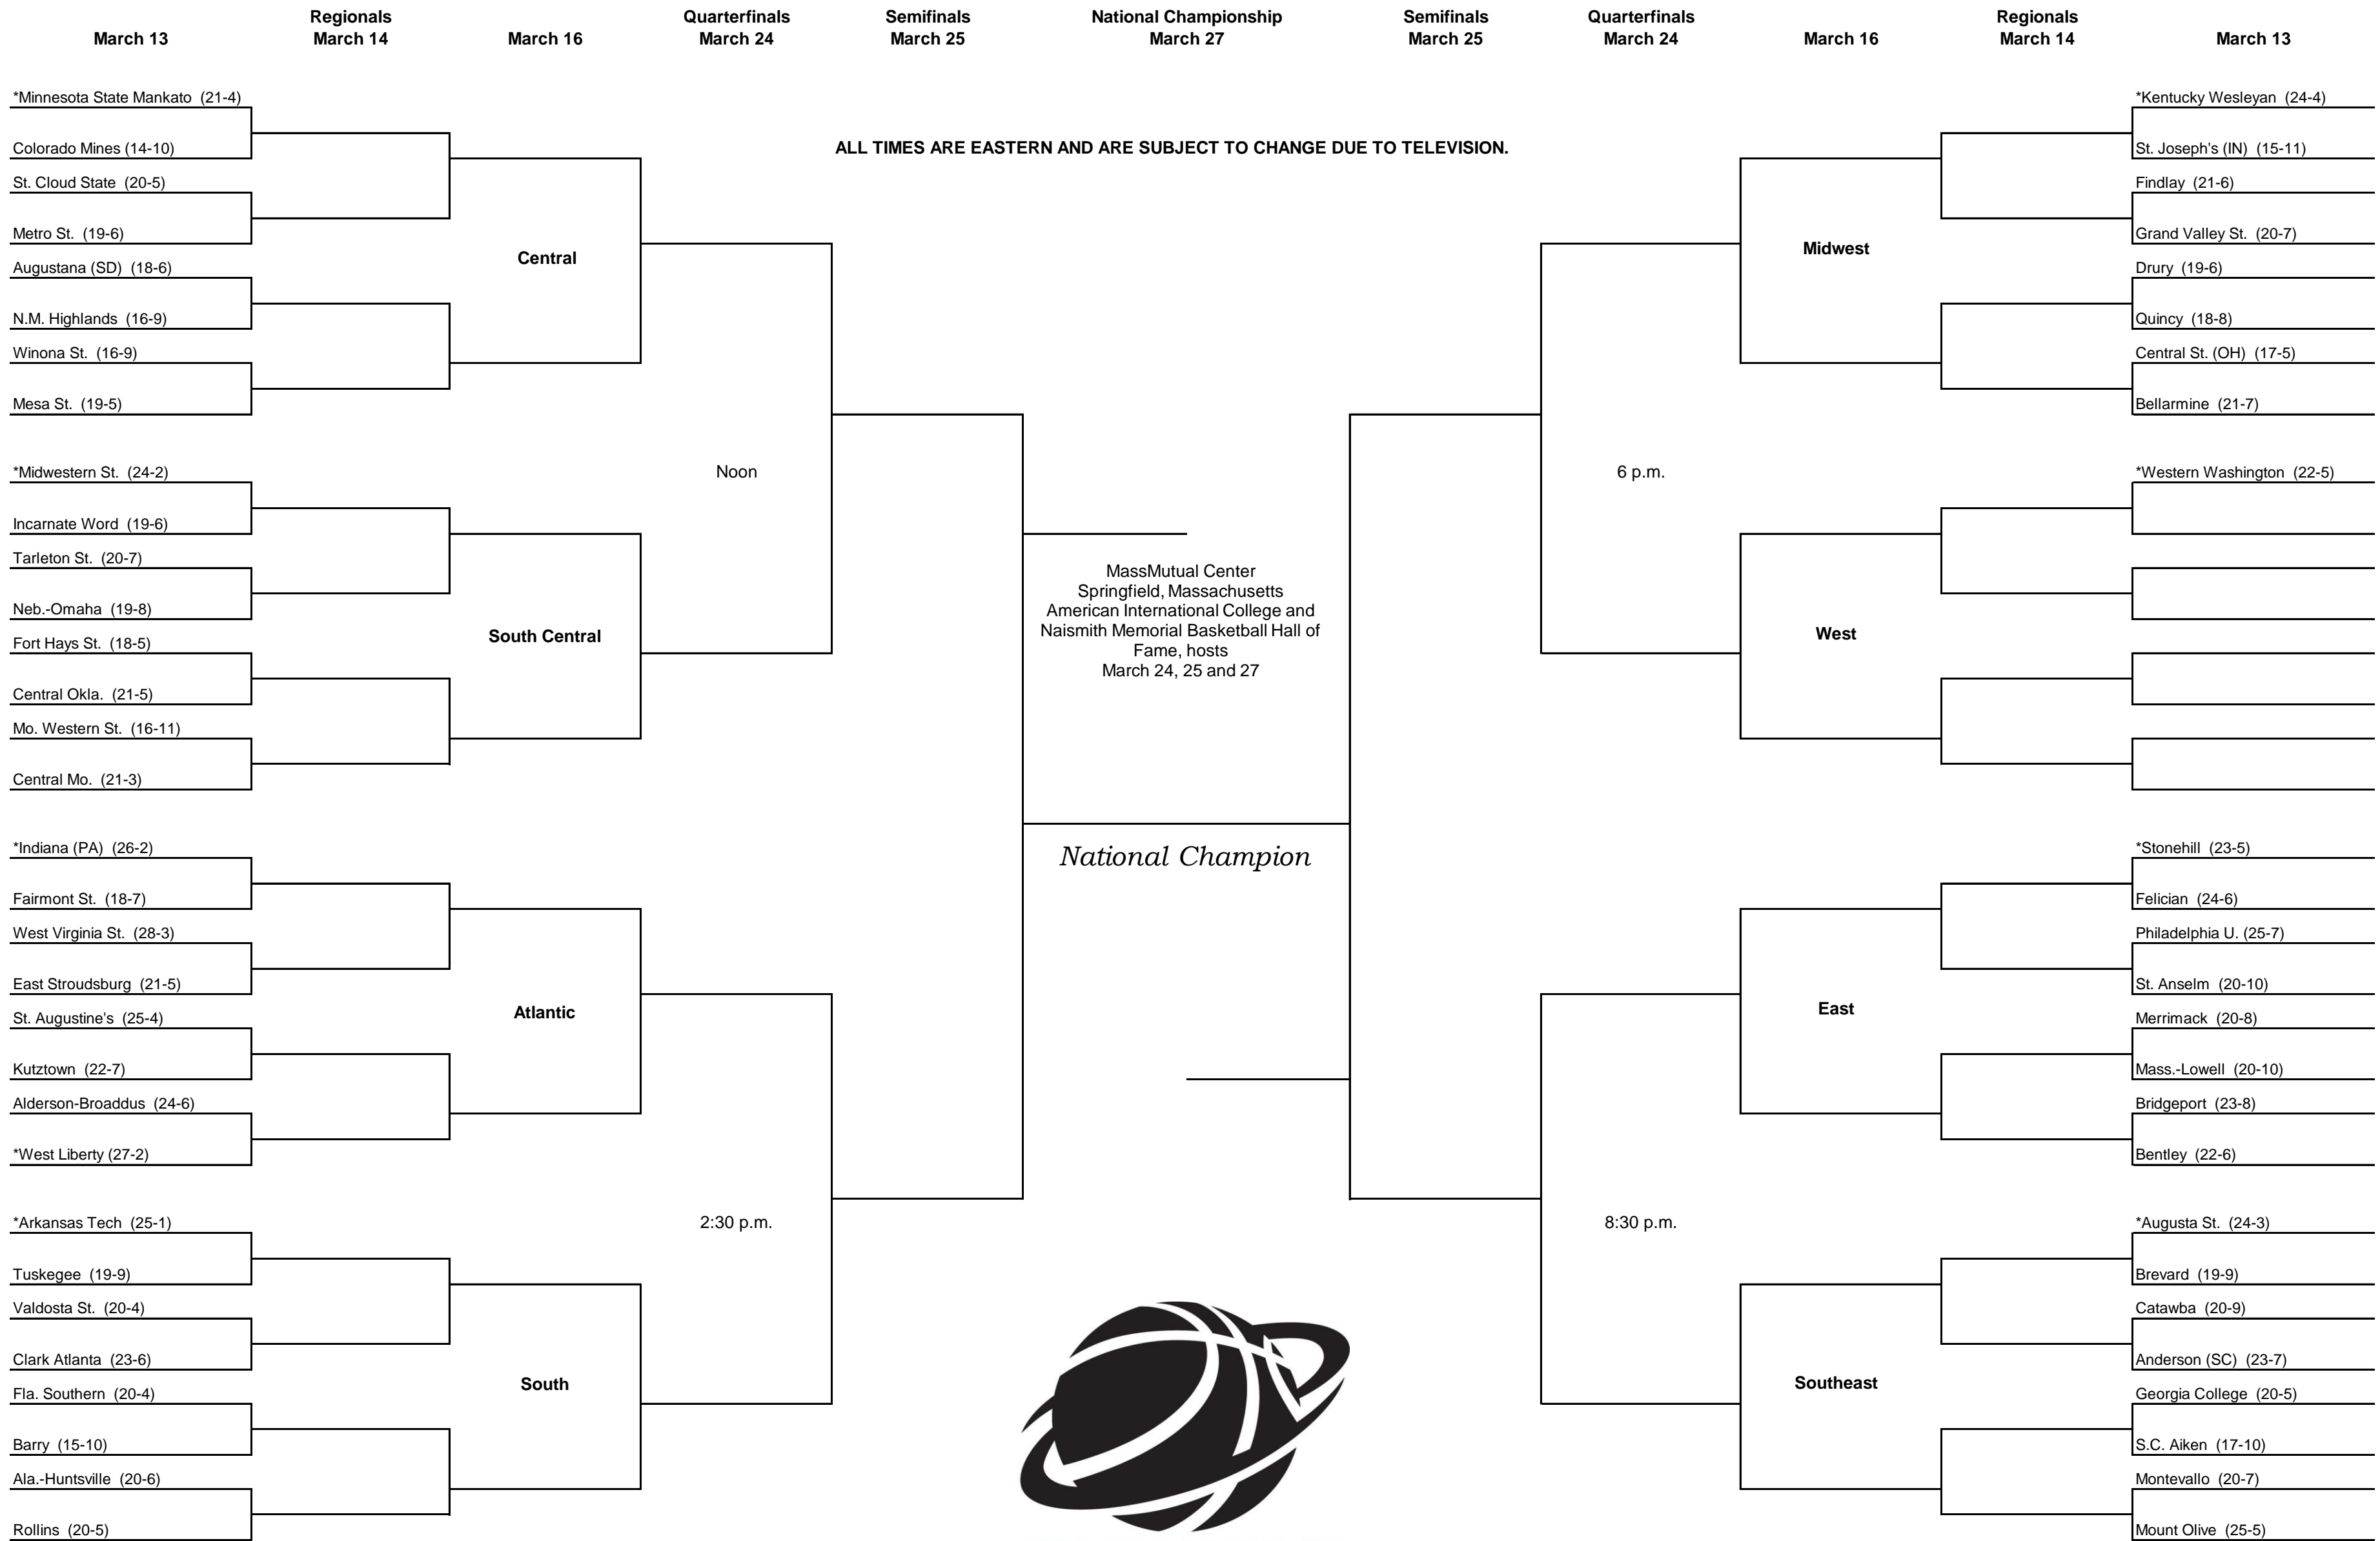 Regionals
Quarterfinals
Semifinals
National Championship
Semifinals
Quarterfinals
Regionals
March 13
March 14
March 16
March 24
March 25
March 27
March 25
March 24
March 16
March 14
March 13
ALL TIMES ARE EASTERN AND ARE SUBJECT TO CHANGE DUE TO TELEVISION.
*Minnesota State Mankato (21-4)
Colorado Mines (14-10)
St. Cloud State (20-5)
Metro St. (19-6)
Central
Augustana (SD) (18-6)
N.M. Highlands (16-9)
Winona St. (16-9)
Mesa St. (19-5)
Noon
*Midwestern St. (24-2)
Incarnate Word (19-6)
Tarleton St. (20-7)
Neb.-Omaha (19-8)
South Central
Fort Hays St. (18-5)
Central Okla. (21-5)
Mo. Western St. (16-11)
Central Mo. (21-3)
*Indiana (PA) (26-2)
Fairmont St. (18-7)
West Virginia St. (28-3)
East Stroudsburg (21-5)
Atlantic
St. Augustine's (25-4)
Kutztown (22-7)
Alderson-Broaddus (24-6)
*West Liberty (27-2)
2:30 p.m.
*Arkansas Tech (25-1)
Tuskegee (19-9)
Valdosta St. (20-4)
Clark Atlanta (23-6)
South
Fla. Southern (20-4)
Barry (15-10)
Ala.-Huntsville (20-6)
Rollins (20-5)
MassMutual Center
Springfield, Massachusetts
American International College and
Naismith Memorial Basketball Hall of
Fame, hosts
March 24, 25 and 27
National Champion
*Kentucky Wesleyan (24-4)
St. Joseph's (IN) (15-11)
Findlay (21-6)
Grand Valley St. (20-7)
Midwest
Drury (19-6)
Quincy (18-8)
Central St. (OH) (17-5)
Bellarmine (21-7)
6 p.m.
*Western Washington (22-5)
West
*Stonehill (23-5)
Felician (24-6)
Philadelphia U. (25-7)
St. Anselm (20-10)
East
Merrimack (20-8)
Mass.-Lowell (20-10)
Bridgeport (23-8)
Bentley (22-6)
8:30 p.m.
*Augusta St. (24-3)
Brevard (19-9)
Catawba (20-9)
Anderson (SC) (23-7)
Southeast
Georgia College (20-5)
S.C. Aiken (17-10)
Montevallo (20-7)
Mount Olive (25-5)